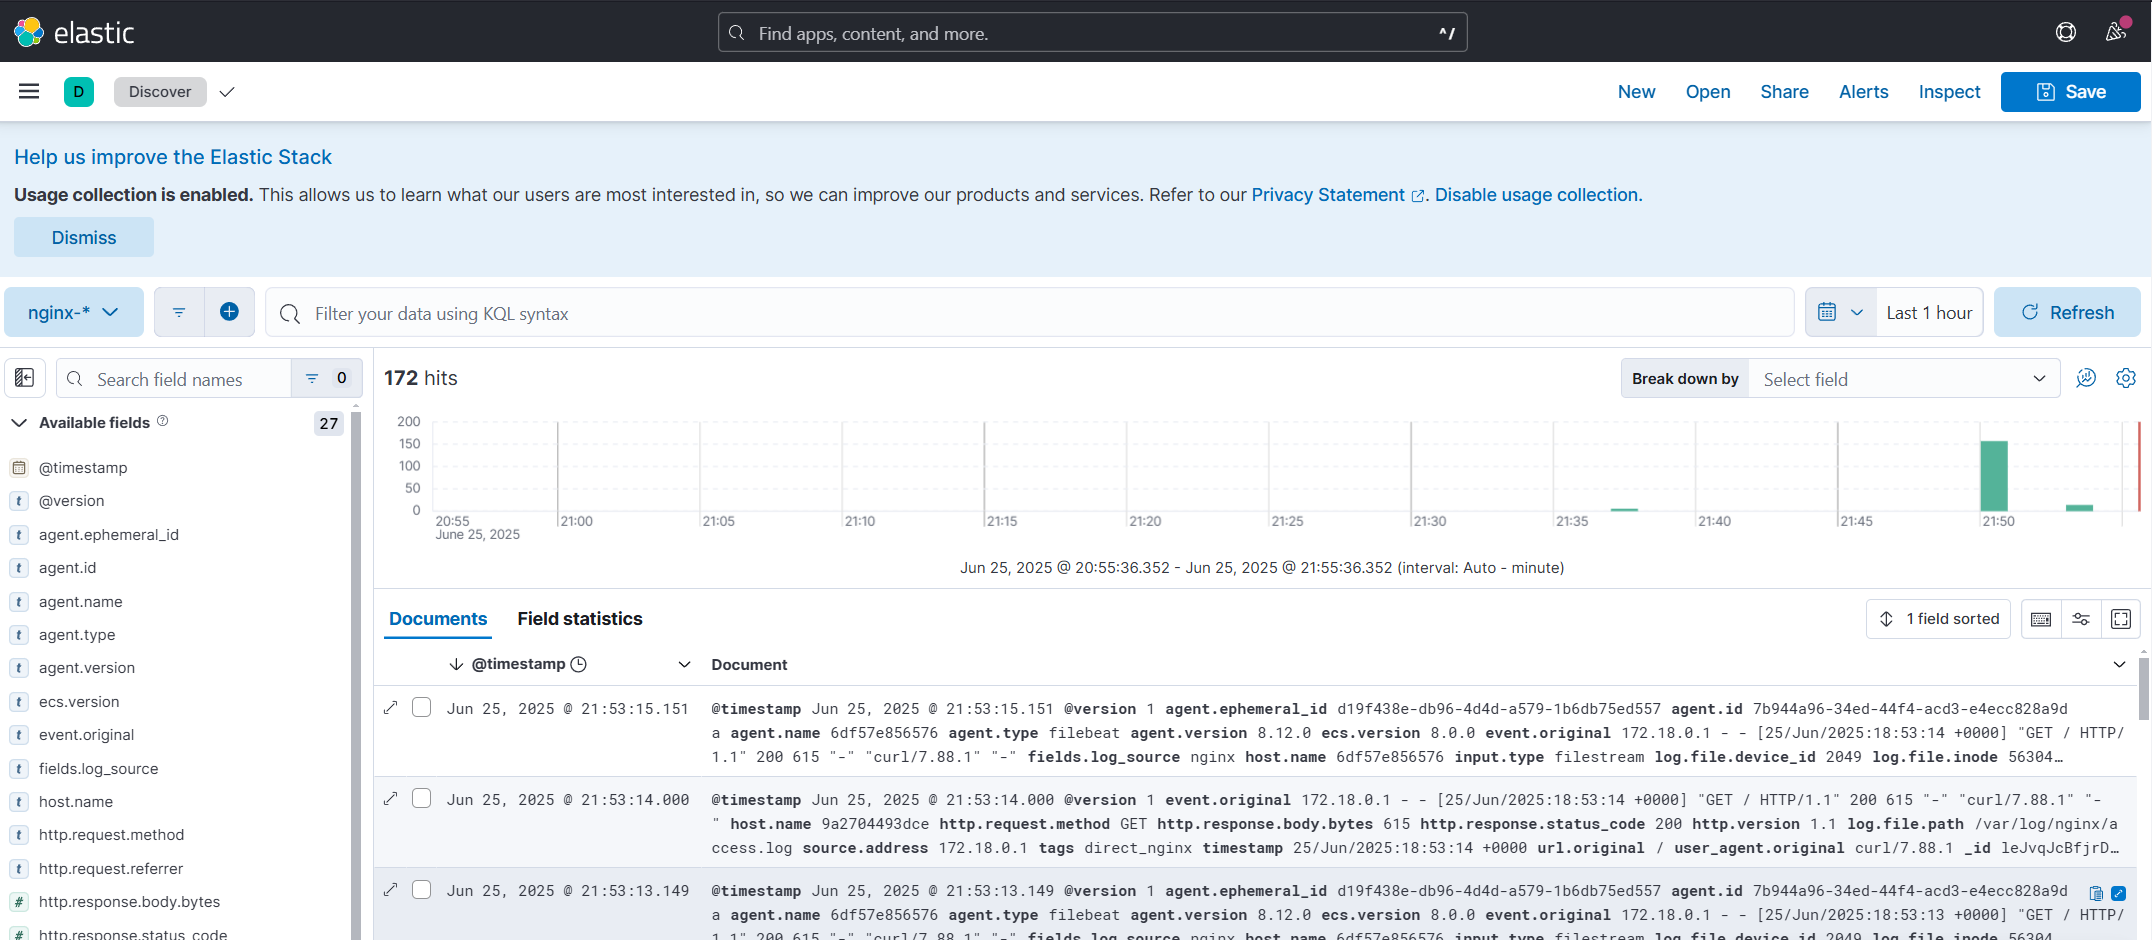 elastic
Find apps, content, and more.
^/
D
Discover
New
Open
Share
Alerts
Inspect
Save
Help us improve the Elastic Stack
Usage collection is enabled. This allows us to learn what our users are most interested in, so we can improve our products and services. Refer to our Privacy Statement. Disable usage collection.
Dismiss
nginx-*
Filter your data using KQL syntax
Last 1 hour
Refresh
Search field names
0
172 hits
Break down by
Select field
Available fields
27
@timestamp
@version
agent.ephemeral_id
agent.id
agent.name
agent.type
agent.version
ecs.version
event.original
fields.log_source
host.name
http.request.method
http.request.referrer
http.response.body.bytes
http.response.status_code
200
150
100
50
0
20:55
June 25, 2025
21:00
21:05
21:10
21:15
21:20
21:25
21:30
21:35
21:40
21:45
21:50
Jun 25, 2025 @ 20:55:36.352 - Jun 25, 2025 @ 21:55:36.352 (interval: Auto - minute)
Documents
Field statistics
1 field sorted
@timestamp
Document
Jun 25, 2025 @ 21:53:15.151
@timestamp Jun 25, 2025 @ 21:53:15.151 @version 1 agent.ephemeral_id d19f438e-db96-4d4d-a579-1b6db75ed557 agent.id 7b944a96-34ed-44f4-acd3-e4ecc828a9d
a agent.name 6df57e856576 agent.type filebeat agent.version 8.12.0 ecs.version 8.0.0 event.original 172.18.0.1 - - [25/Jun/2025:18:53:14 +0000] "GET / HTTP/
1.1" 200 615 "-" "curl/7.88.1" "-" fields.log_source nginx host.name 6df57e856576 input.type filestream log.file.device_id 2049 log.file.inode 56304…
Jun 25, 2025 @ 21:53:14.000
@timestamp Jun 25, 2025 @ 21:53:14.000 @version 1 event.original 172.18.0.1 - - [25/Jun/2025:18:53:14 +0000] "GET / HTTP/1.1" 200 615 "-" "curl/7.88.1" "-
" host.name 9a2704493dce http.request.method GET http.response.body.bytes 615 http.response.status_code 200 http.version 1.1 log.file.path /var/log/nginx/a
ccess.log source.address 172.18.0.1 tags direct_nginx timestamp 25/Jun/2025:18:53:14 +0000 url.original / user_agent.original curl/7.88.1 _id leJvqJcBfjrD…
Jun 25, 2025 @ 21:53:13.149
@timestamp Jun 25, 2025 @ 21:53:13.149 @version 1 agent.ephemeral_id d19f438e-db96-4d4d-a579-1b6db75ed557 agent.id 7b944a96-34ed-44f4-acd3-e4ecc828a9d
a agent.name 6df57e856576 agent.type filebeat agent.version 8.12.0 ecs.version 8.0.0 event.original 172.18.0.1 - - [25/Jun/2025:18:53:13 +0000] "GET / HTTP/
1.1" 200 615 "-" "curl/7.88.1" "-" fields.log_source nginx host.name 6df57e856576 input.type filestream log.file.device_id 2049 log.file.inode 56304…